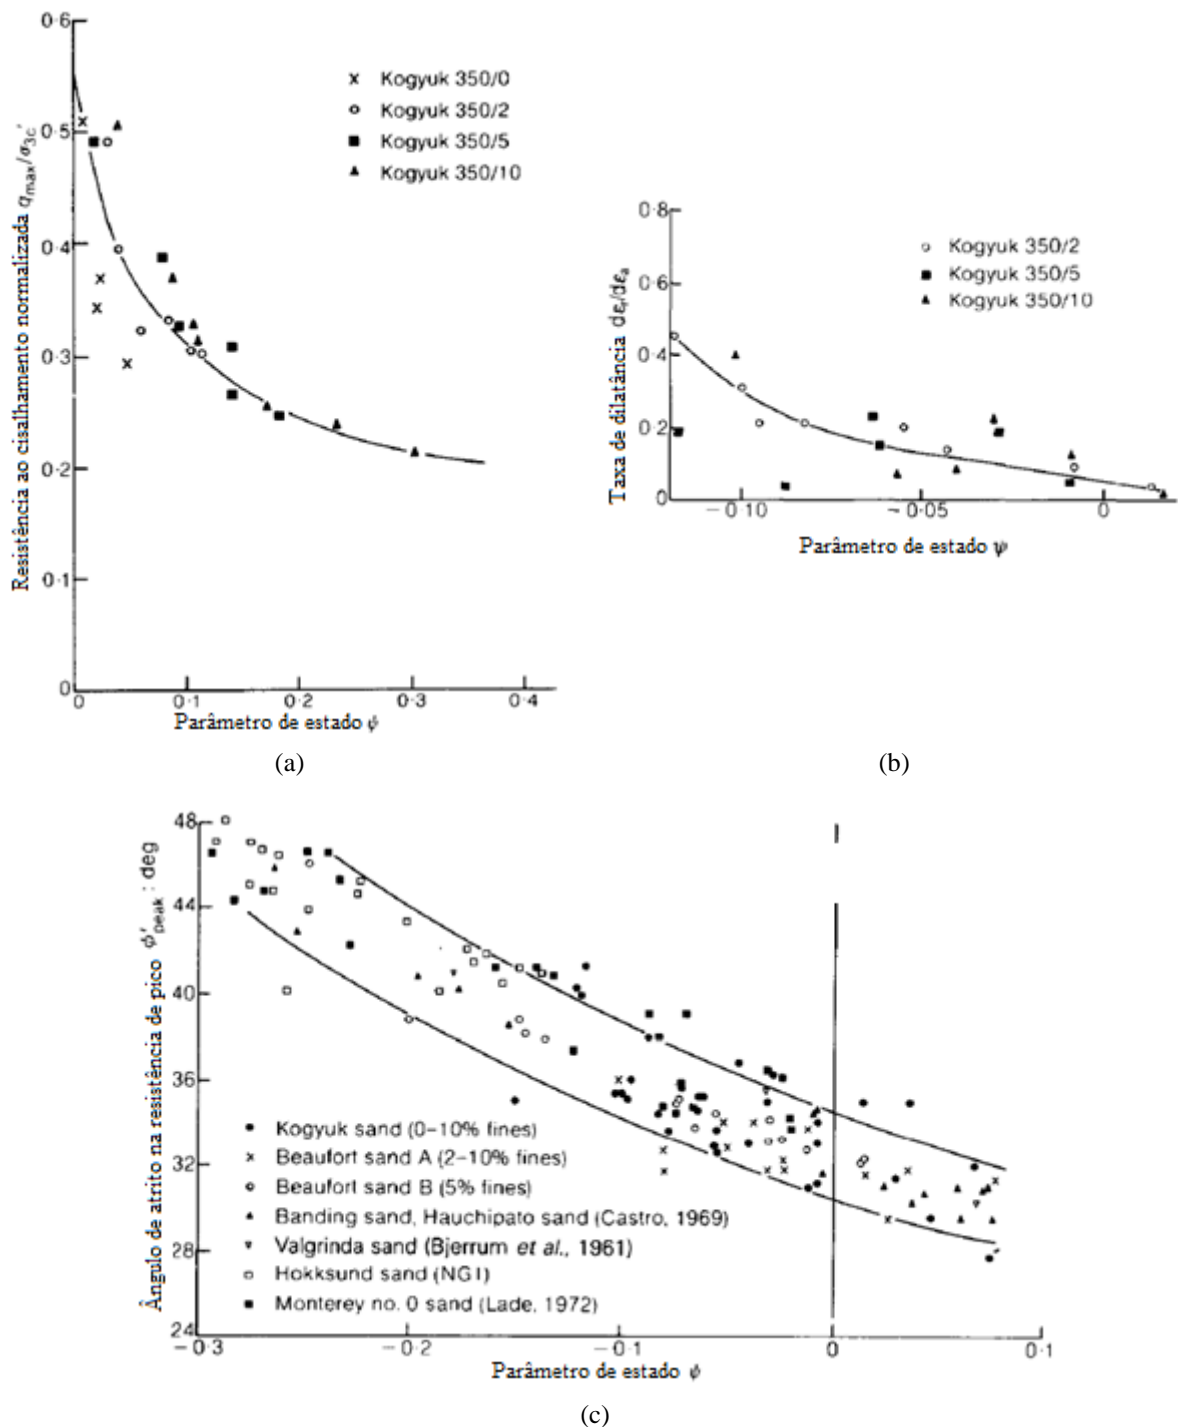 0·6
0·5
0·4
0·3
0·2
0·1
0
Resistência ao cisalhamento normalizada q_max/σ'_3c
× Kogyuk 350/0
○ Kogyuk 350/2
■ Kogyuk 350/5
▲ Kogyuk 350/10
0 0·1 0·2 0·3 0·4
Parâmetro de estado ψ
(a)
0·8
0·6
0·4
0·2
0
Taxa de dilatância dε_r/dε_a
○ Kogyuk 350/2
■ Kogyuk 350/5
▲ Kogyuk 350/10
−0·10 −0·05 0
Parâmetro de estado ψ
(b)
48
44
40
36
32
28
24
Ângulo de atrito na resistência de pico ϕ'_peak : deg
● Kogyuk sand (0–10% fines)
× Beaufort sand A (2–10% fines)
○ Beaufort sand B (5% fines)
▲ Banding sand, Hauchipato sand (Castro, 1969)
▼ Valgrinda sand (Bjerrum et al., 1961)
□ Hokksund sand (NGI)
■ Monterey no. 0 sand (Lade, 1972)
−0·3 −0·2 −0·1 0 0·1
Parâmetro de estado ψ
(c)